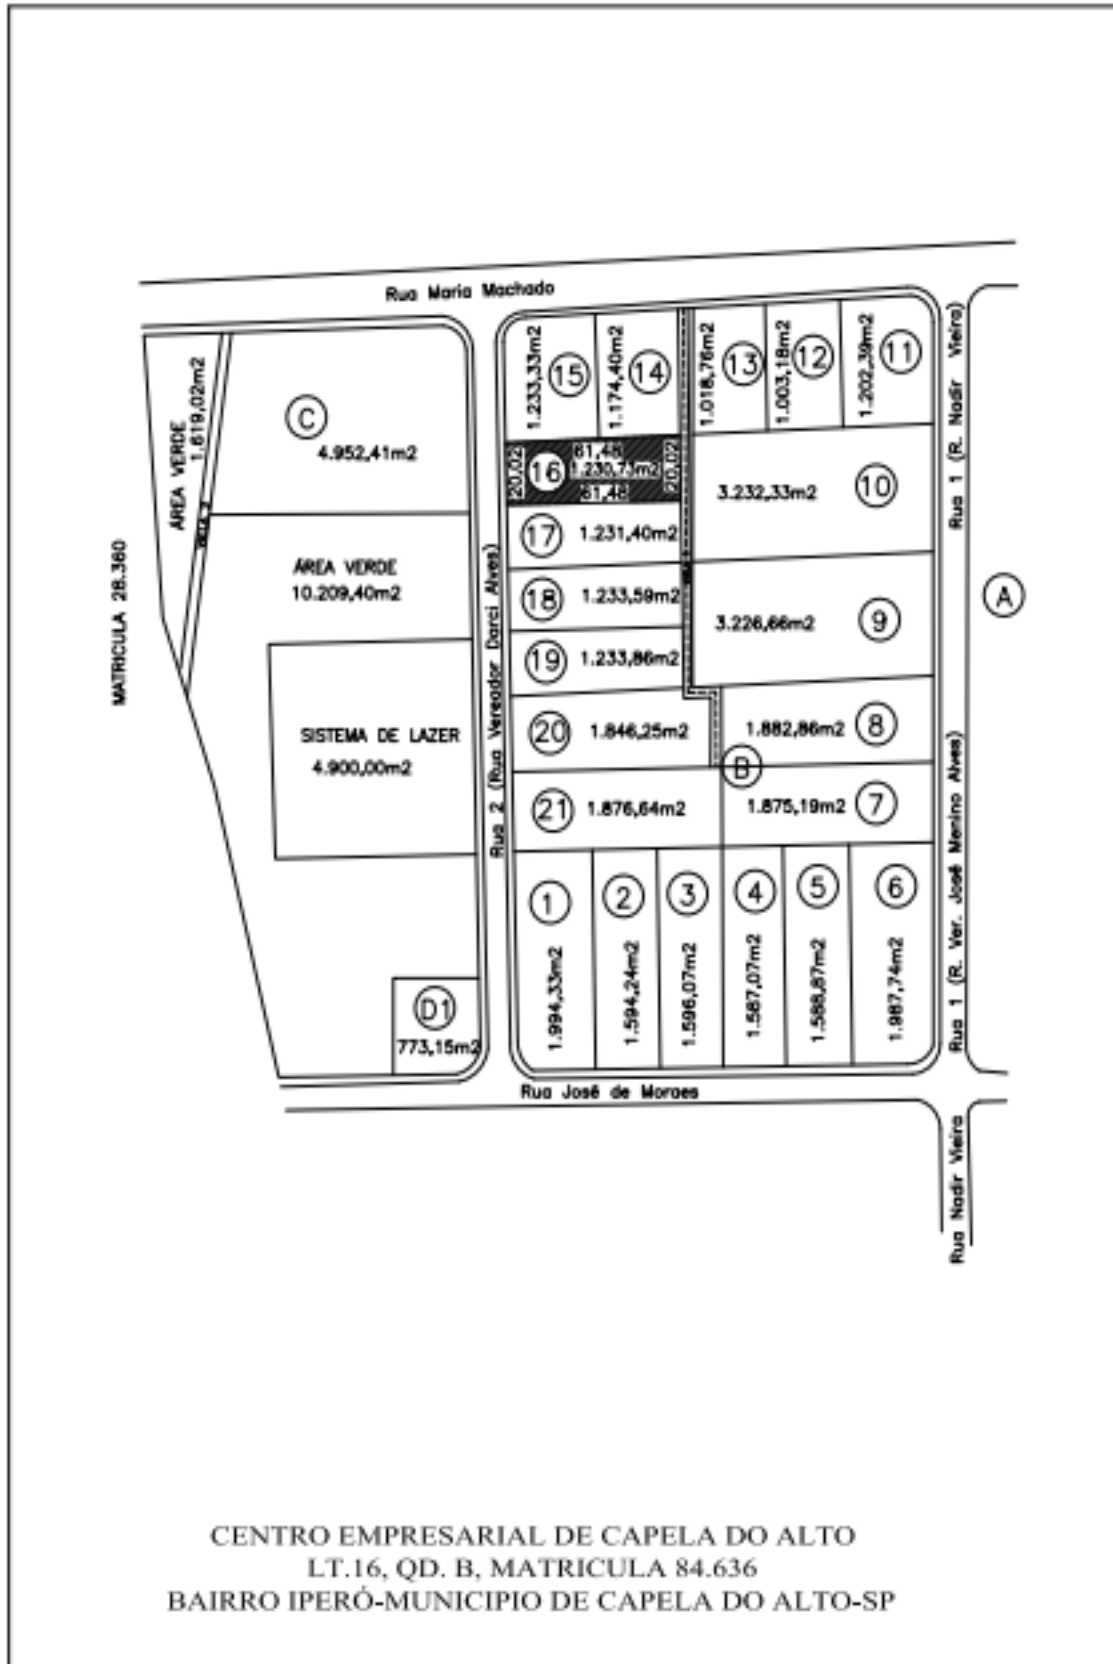 Rua Maria Machado
ÁREA VERDE
1.619,02m2
C
4.952,41m2
MATRICULA 28.360
ÁREA VERDE
10.209,40m2
SISTEMA DE LAZER
4.900,00m2
D1
773,15m2
Rua 2 (Rua Vereador Darci Alves)
15
1.233,33m2
14
1.174,40m2
13
1.018,76m2
12
1.003,18m2
11
1.202,39m2
16
61,48
1.230,73m2
61,48
20,02
20,02
17
1.231,40m2
18
1.233,59m2
19
1.233,86m2
20
1.846,25m2
21
1.876,64m2
10
3.232,33m2
9
3.226,66m2
8
1.882,86m2
B
7
1.875,19m2
1
1.994,33m2
2
1.594,24m2
3
1.596,07m2
4
1.587,07m2
5
1.588,87m2
6
1.987,74m2
Rua 1 (R. Nadir Vieira)
A
Rua 1 (R. Ver. José Menino Alves)
Rua José de Moraes
Rua Nadir Vieira
CENTRO EMPRESARIAL DE CAPELA DO ALTO
LT.16, QD. B, MATRICULA 84.636
BAIRRO IPERÓ-MUNICIPIO DE CAPELA DO ALTO-SP